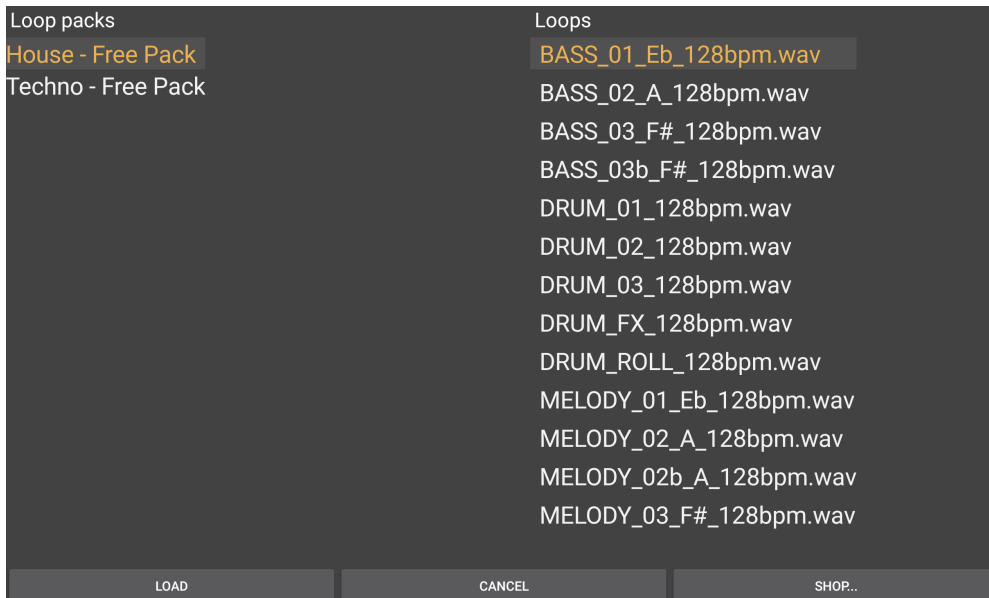 Loop packs
House - Free Pack
Techno - Free Pack
Loops
BASS_01_Eb_128bpm.wav
BASS_02_A_128bpm.wav
BASS_03_F#_128bpm.wav
BASS_03b_F#_128bpm.wav
DRUM_01_128bpm.wav
DRUM_02_128bpm.wav
DRUM_03_128bpm.wav
DRUM_FX_128bpm.wav
DRUM_ROLL_128bpm.wav
MELODY_01_Eb_128bpm.wav
MELODY_02_A_128bpm.wav
MELODY_02b_A_128bpm.wav
MELODY_03_F#_128bpm.wav
LOAD
CANCEL
SHOP...